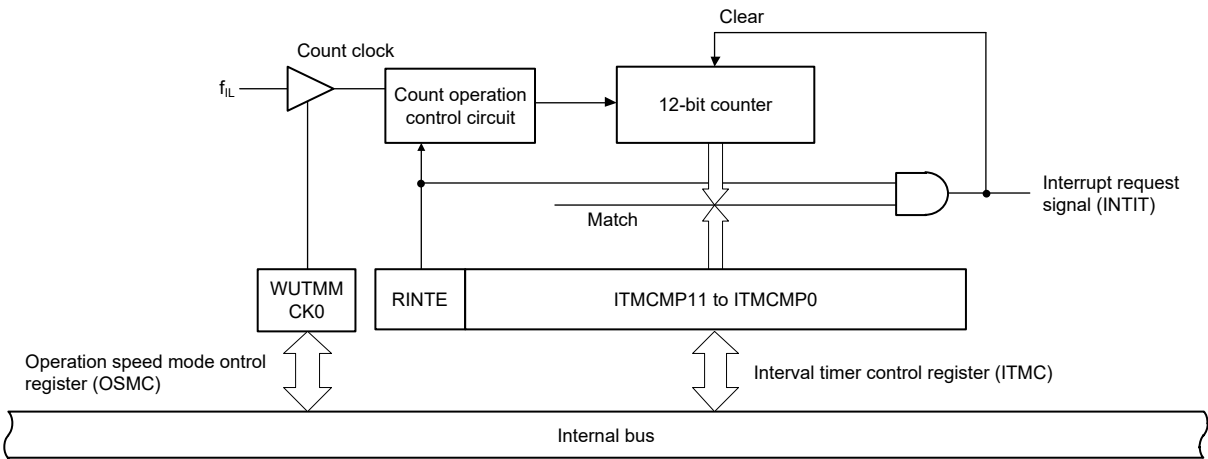 Clear
Count clock
f_IL
Count operation
control circuit
12-bit counter
Interrupt request
signal (INTIT)
Match
WUTMM
CK0
RINTE
ITMCMP11 to ITMCMP0
Operation speed mode ontrol
register (OSMC)
Interval timer control register (ITMC)
Internal bus